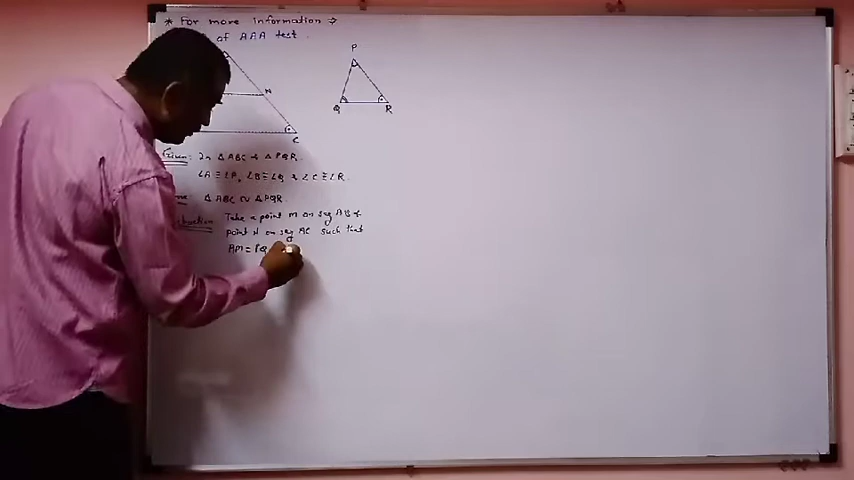 * For more information →
of AAA test.
P
N
Q
R
C
Given: In △ABC & △PQR.
∠A ≅ ∠P, ∠B ≅ ∠Q & ∠C ≅ ∠R.
△ABC ~ △PQR.
Take a point M on seg AB &
point N on seg AC such that
AM = PQ